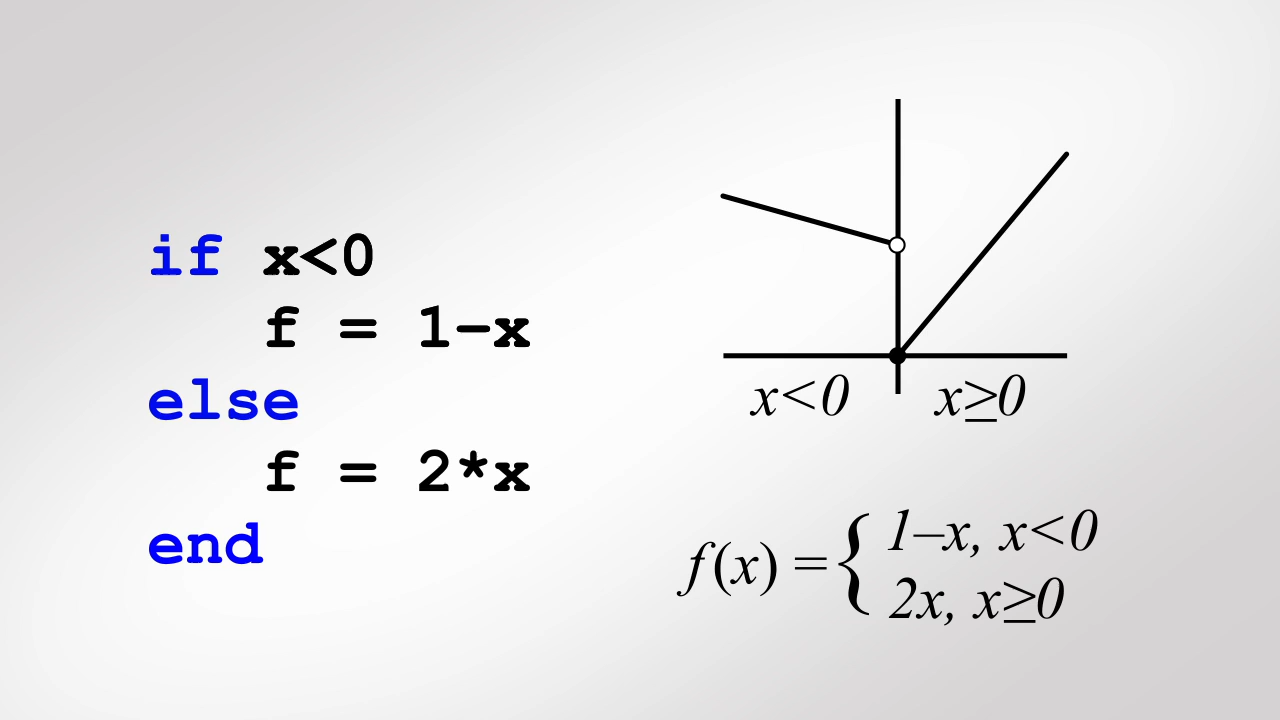 if x<0
   f = 1-x
else
   f = 2*x
end
x<0
x≥0
f(x) = { 1–x, x<0
2x, x≥0